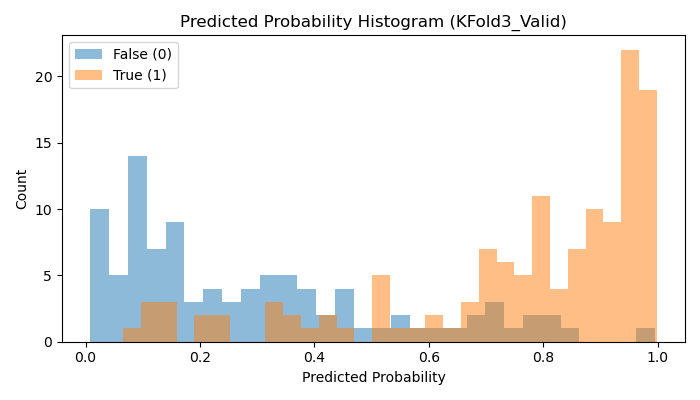 Predicted Probability Histogram (KFold3_Valid)
False (0)
True (1)
Count
20
15
10
5
0
0.0 0.2 0.4 0.6 0.8 1.0
Predicted Probability